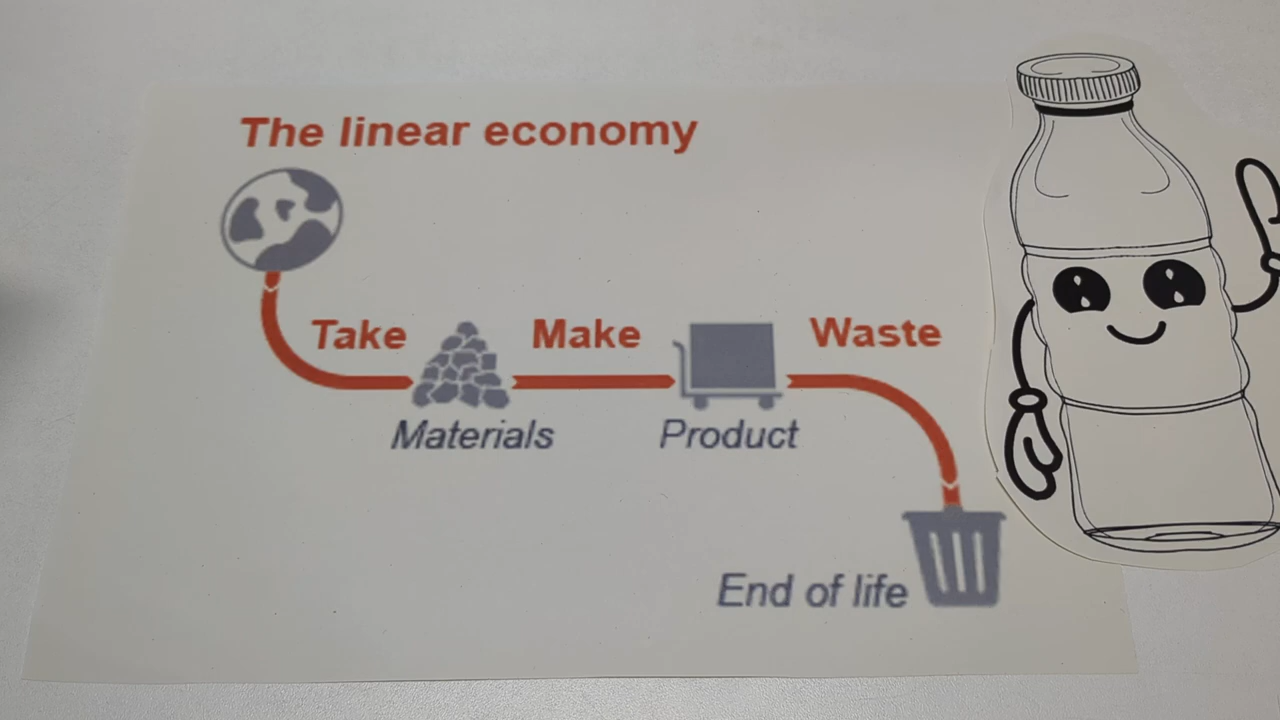 The linear economy
Take
Make
Waste
Materials
Product
End of life